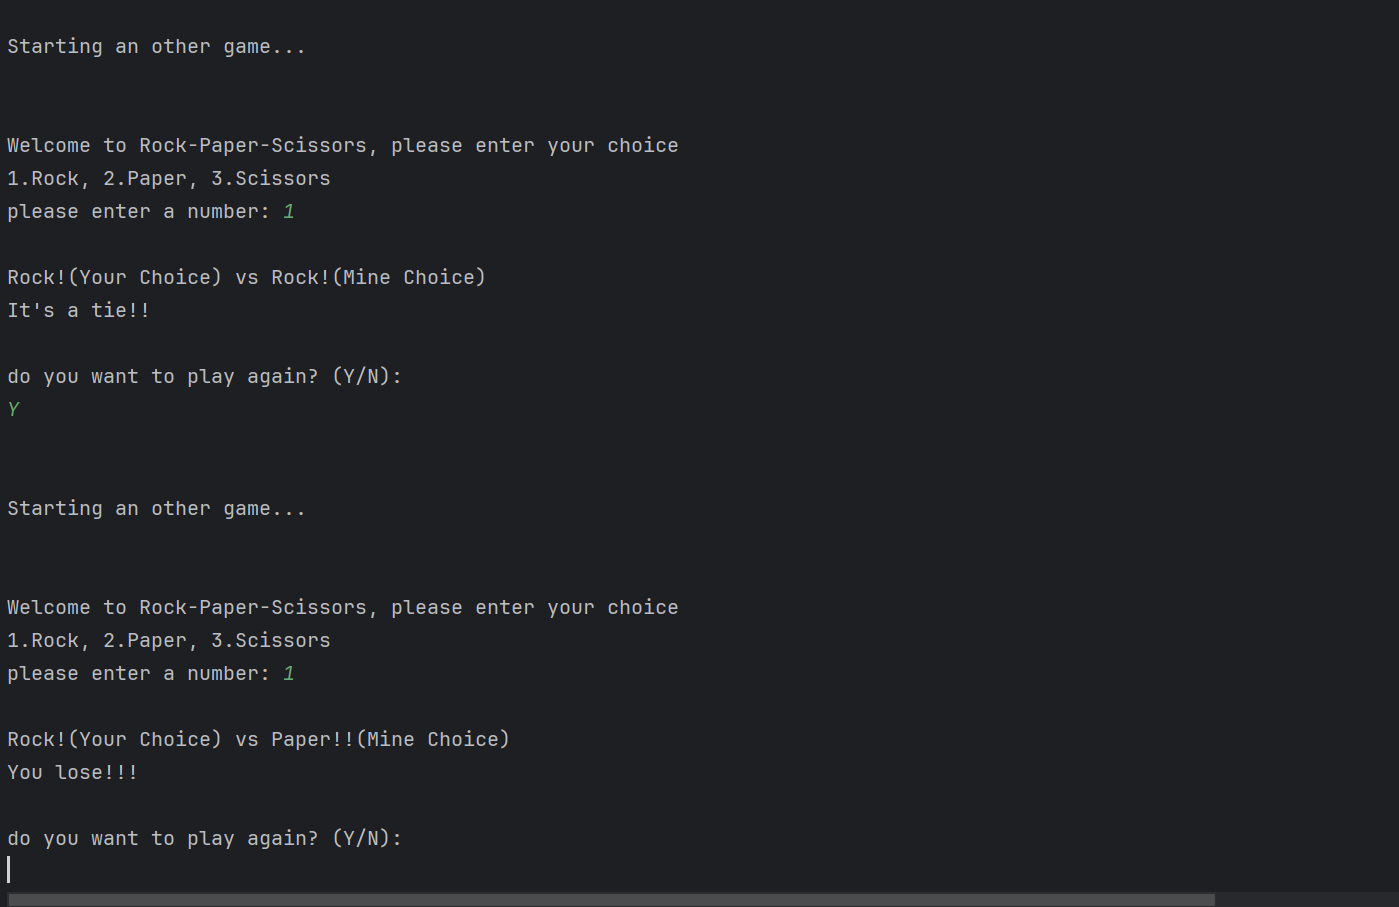 Starting an other game...
Welcome to Rock-Paper-Scissors, please enter your choice
1.Rock, 2.Paper, 3.Scissors
please enter a number: 1
Rock!(Your Choice) vs Rock!(Mine Choice)
It's a tie!!
do you want to play again? (Y/N):
Y
Starting an other game...
Welcome to Rock-Paper-Scissors, please enter your choice
1.Rock, 2.Paper, 3.Scissors
please enter a number: 1
Rock!(Your Choice) vs Paper!!(Mine Choice)
You lose!!!
do you want to play again? (Y/N):